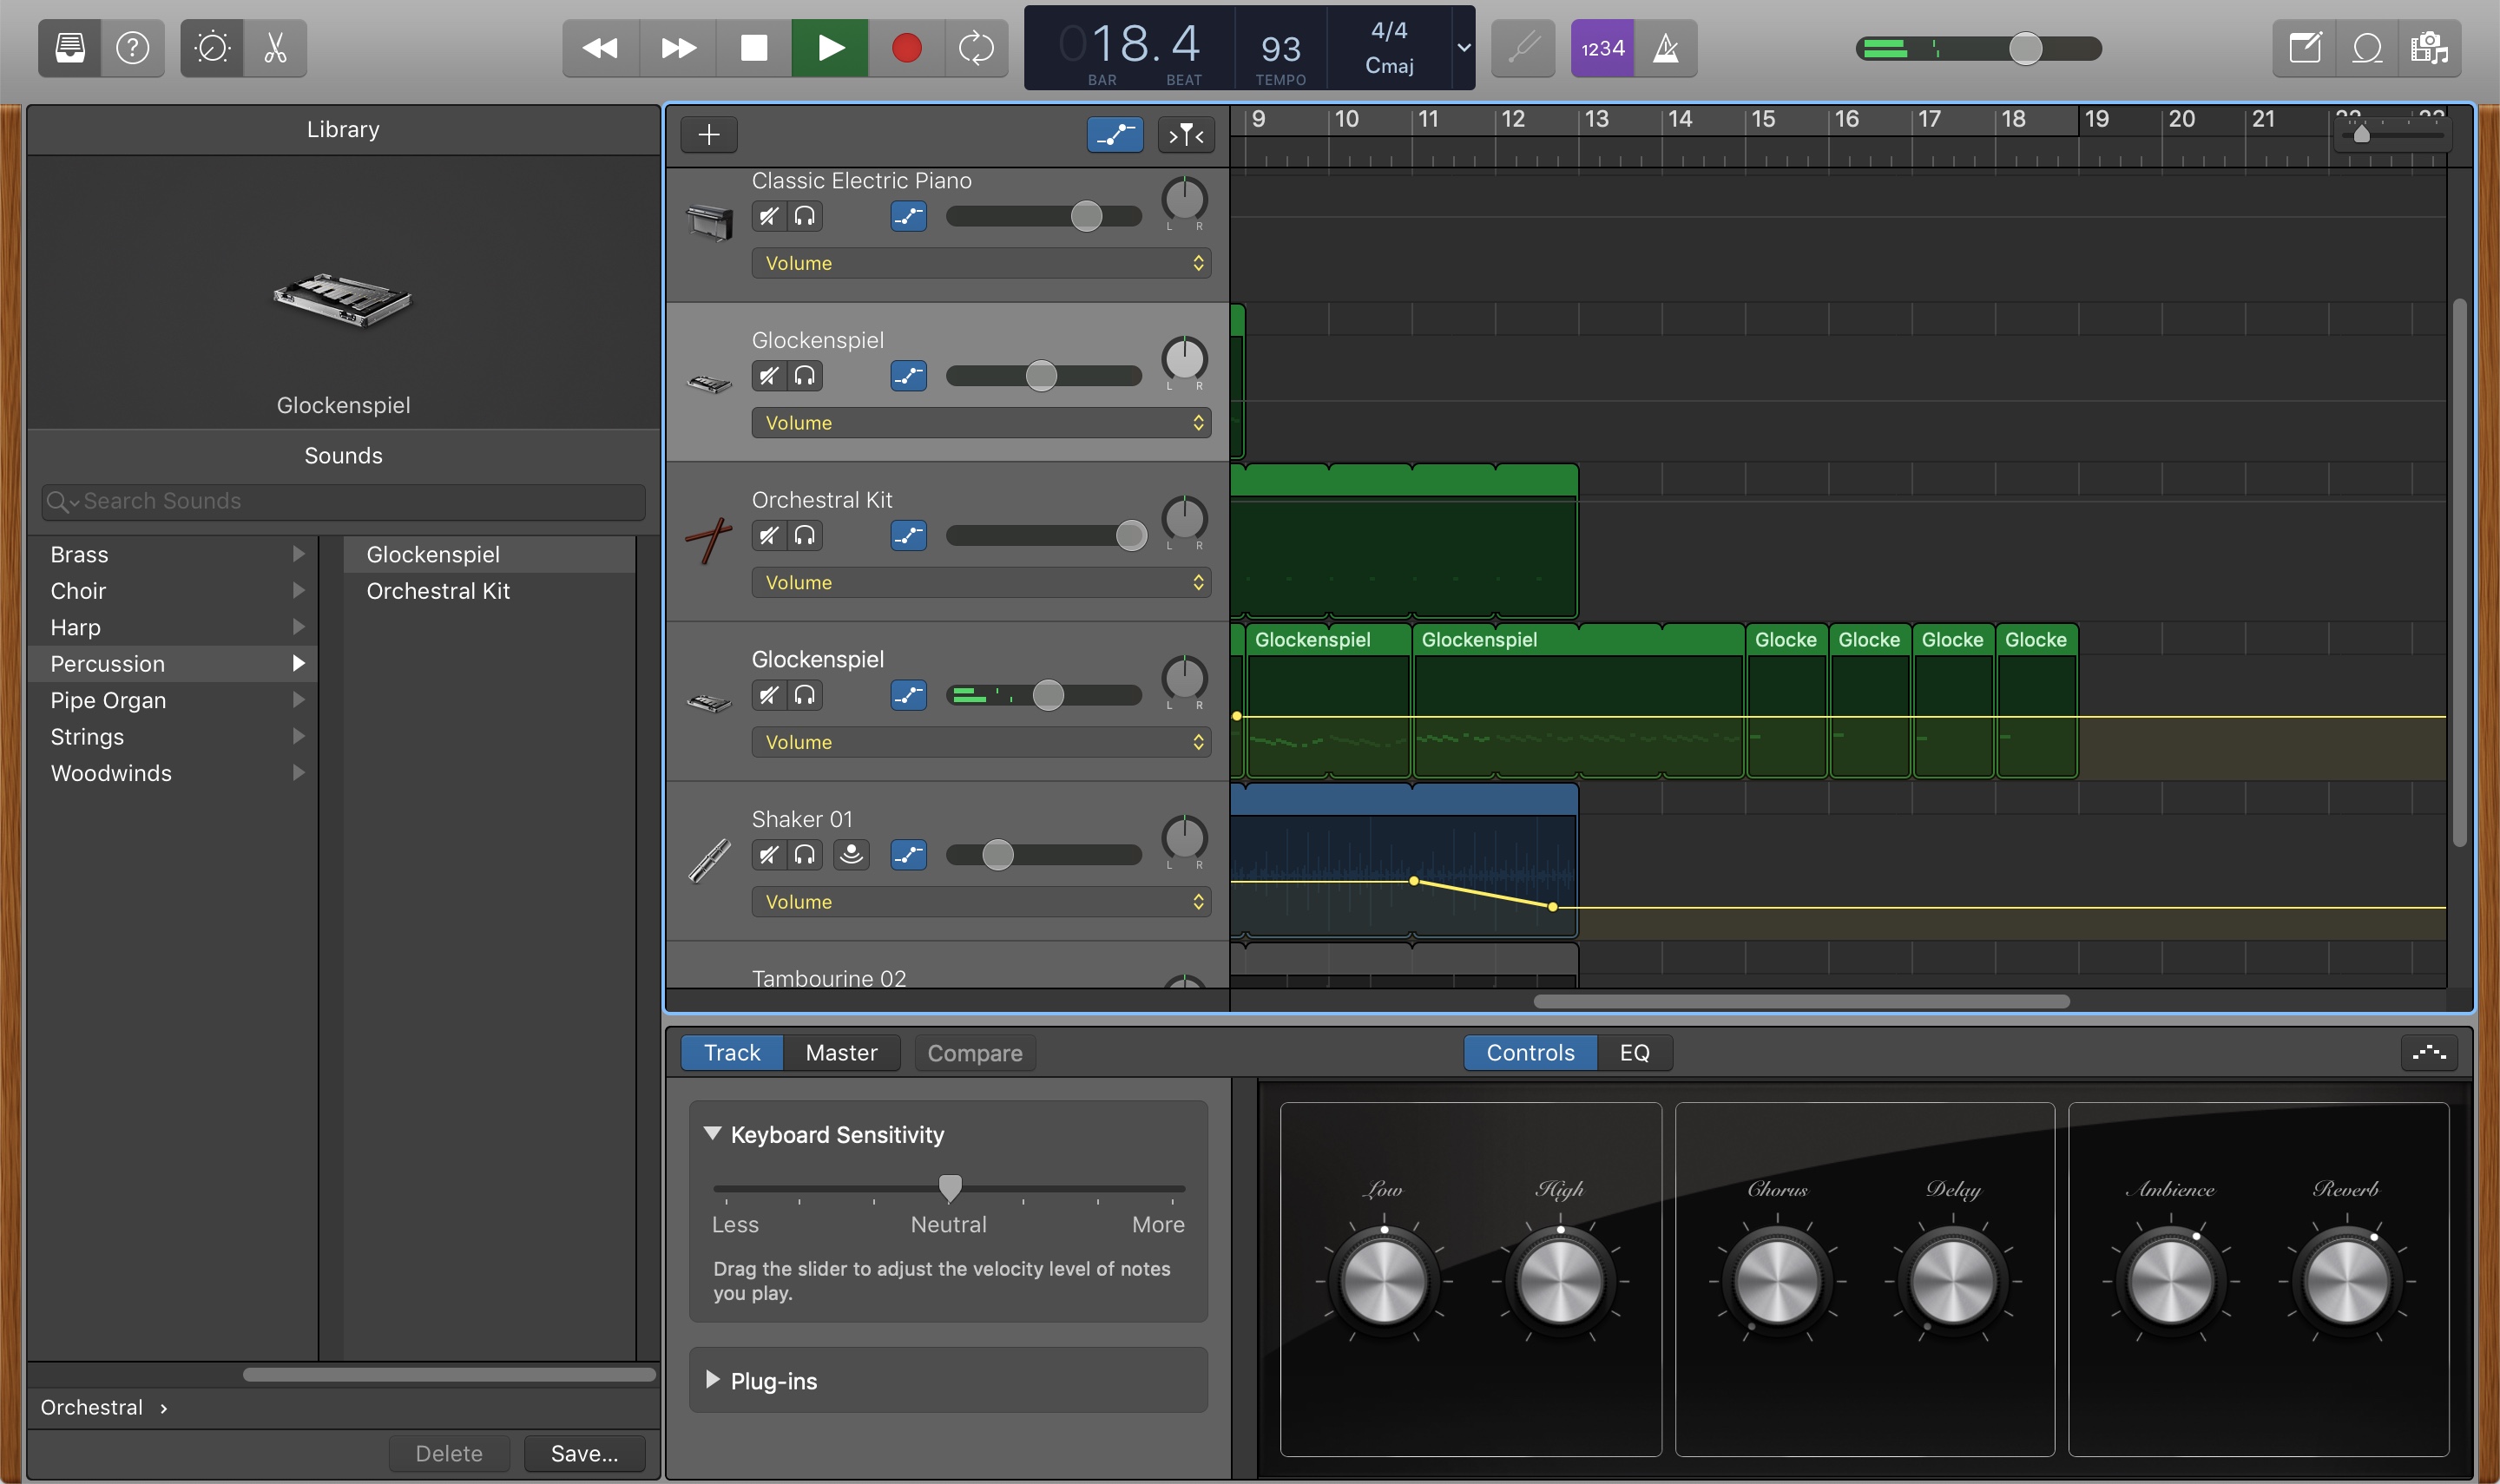 018.4
BAR BEAT
93
TEMPO
4/4
Cmaj
1234
Library
Glockenspiel
Sounds
Search Sounds
Brass
Choir
Harp
Percussion
Pipe Organ
Strings
Woodwinds
Glockenspiel
Orchestral Kit
Orchestral
Delete
Save...
9 10 11 12 13 14 15 16 17 18 19 20 21
Classic Electric Piano
L R
Volume
Glockenspiel
L R
Volume
Orchestral Kit
L R
Volume
Glockenspiel
L R
Volume
Glockenspiel Glockenspiel Glocke Glocke Glocke Glocke
Shaker 01
L R
Volume
Tambourine 02
Track Master Compare
Controls EQ
Keyboard Sensitivity
Less Neutral More
Drag the slider to adjust the velocity level of notes
you play.
Plug-ins
Low High Chorus Delay Ambience Reverb